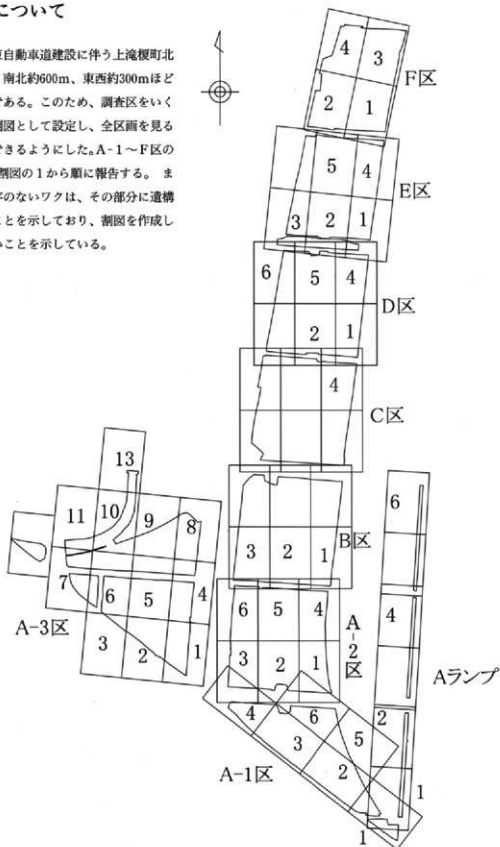 について
自動車道建設に伴う上滝榎町北
南北約600m、東西約300mほど
である。このため、調査区をいく
割図として設定し、全区画を見る
できるようにした。A-1～F区の
割図の1から順に報告する。 ま
字のないワクは、その部分に遺構
ことを示しており、割図を作成し
いことを示している。
4 3
2 1
F区
5 4
3 2 1
E区
6 5 4
2 1
D区
4
C区
3 2 1
B区
6 5 4
3 2 1
A-2区
13
11 10 9 8
7 6 5 4
3 2 1
A-3区
6
4
2
1
Aランプ
4 6 5
3 2
1
A-1区